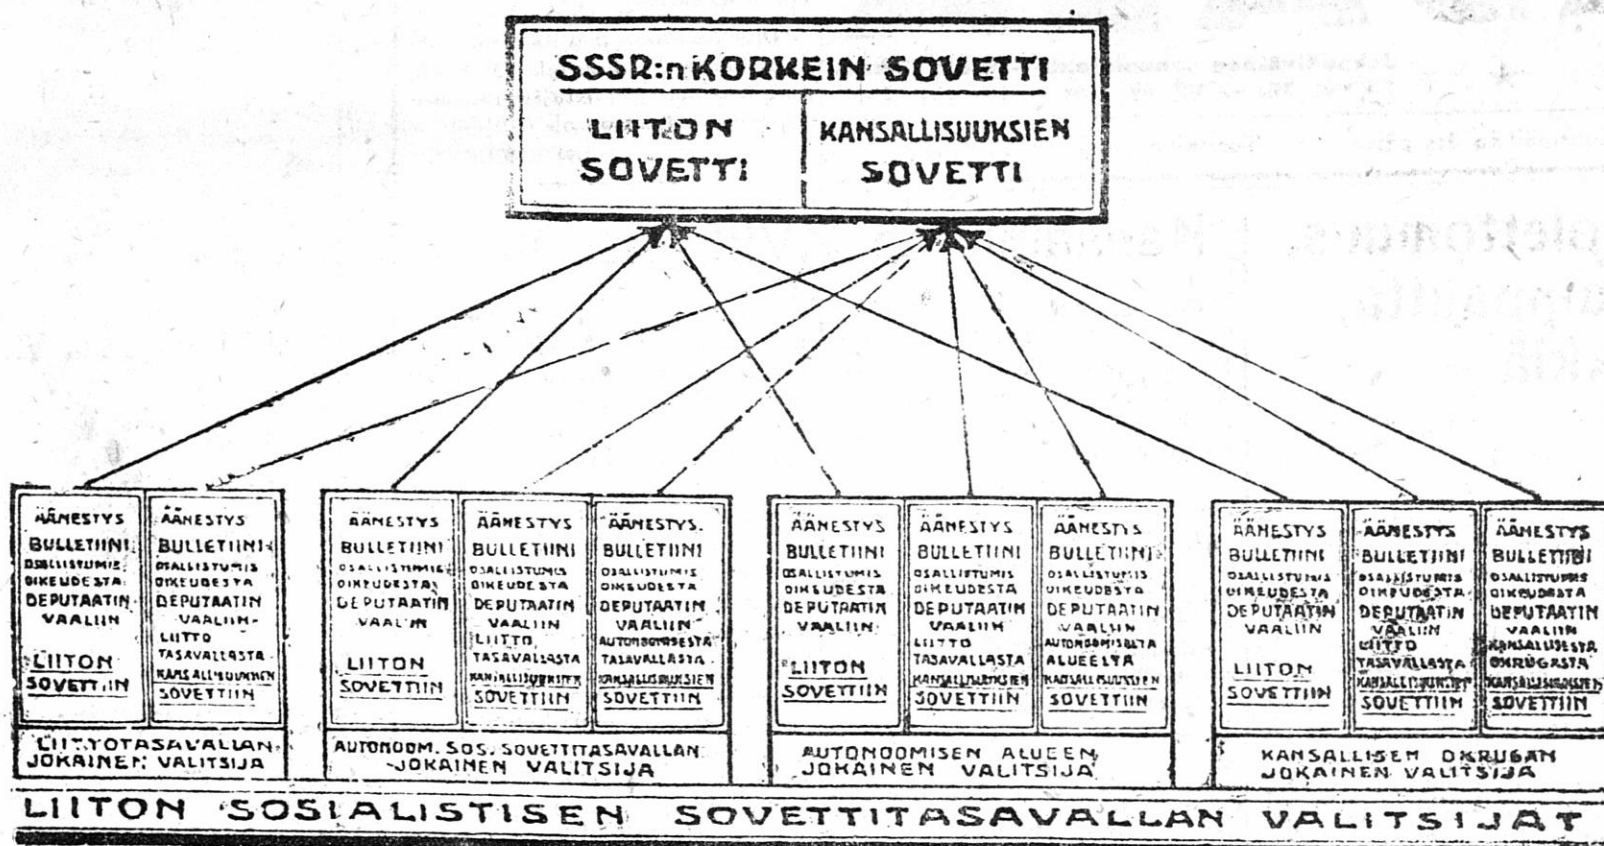 SSSR:n KORKEIN SOVETTI
LIITON
SOVETTI
KANSALLISUUKSIEN
SOVETTI
ÄÄNESTYS
BULLETIINI
OSALLISTUMIS
OIKEUDESTA
DEPUTAATIN
VAALIIN
LIITON
SOVETTIIN
ÄÄNESTYS
BULLETIINI
OSALLISTUMIS
OIKEUDESTA
DEPUTAATIN
VAALIIN
LIITTO
TASAVALLASTA
KANSALLISUUKSIEN
SOVETTIIN
LIITTOTASAVALLAN
JOKAINEN VALITSIJA
ÄÄNESTYS
BULLETIINI
OSALLISTUMIS
OIKEUDESTA
DEPUTAATIN
VAALIIN
LIITON
SOVETTIIN
ÄÄNESTYS
BULLETIINI
OSALLISTUMIS
OIKEUDESTA
DEPUTAATIN
VAALIIN
LIITTO
TASAVALLASTA
KANSALLISUUKSIEN
SOVETTIIN
ÄÄNESTYS
BULLETIINI
OSALLISTUMIS
OIKEUDESTA
DEPUTAATIN
VAALIIN
AUTONOOMISESTA
TASAVALLASTA
KANSALLISUUKSIEN
SOVETTIIN
AUTONOOM. SOS. SOVETTITASAVALLAN
JOKAINEN VALITSIJA
ÄÄNESTYS
BULLETIINI
OSALLISTUMIS
OIKEUDESTA
DEPUTAATIN
VAALIIN
LIITON
SOVETTIIN
ÄÄNESTYS
BULLETIINI
OSALLISTUMIS
OIKEUDESTA
DEPUTAATIN
VAALIIN
LIITTO
TASAVALLASTA
KANSALLISUUKSIEN
SOVETTIIN
ÄÄNESTYS
BULLETIINI
OSALLISTUMIS
OIKEUDESTA
DEPUTAATIN
VAALIIN
AUTONOOMISELTA
ALUEELTA
KANSALLISUUKSIEN
SOVETTIIN
AUTONOOMISEN ALUEEN
JOKAINEN VALITSIJA
ÄÄNESTYS
BULLETIINI
OSALLISTUMIS
OIKEUDESTA
DEPUTAATIN
VAALIIN
LIITON
SOVETTIIN
ÄÄNESTYS
BULLETIINI
OSALLISTUMIS
OIKEUDESTA
DEPUTAATIN
VAALIIN
LIITTO
TASAVALLASTA
KANSALLISUUKSIEN
SOVETTIIN
ÄÄNESTYS
BULLETIINI
OSALLISTUMIS
OIKEUDESTA
DEPUTAATIN
VAALIIN
KANSALLISESTA
OKRUGASTA
KANSALLISUUKSIEN
SOVETTIIN
KANSALLISEN OKRUGAN
JOKAINEN VALITSIJA
LIITON SOSIALISTISEN SOVETTITASAVALLAN VALITSIJAT